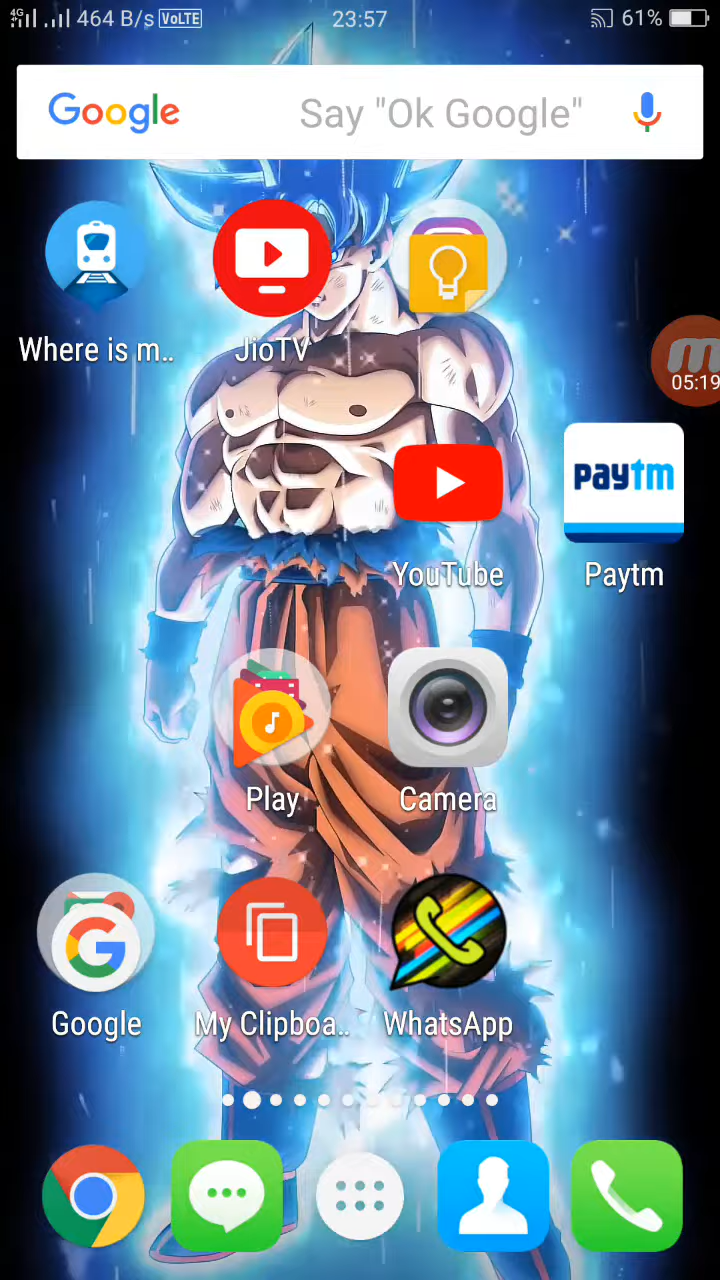 4G 464 B/s VoLTE 23:57 61%
Google Say "Ok Google"
Where is m.. JioTV
05:19
paytm
YouTube Paytm
Play Camera
Google My Clipboa.. WhatsApp